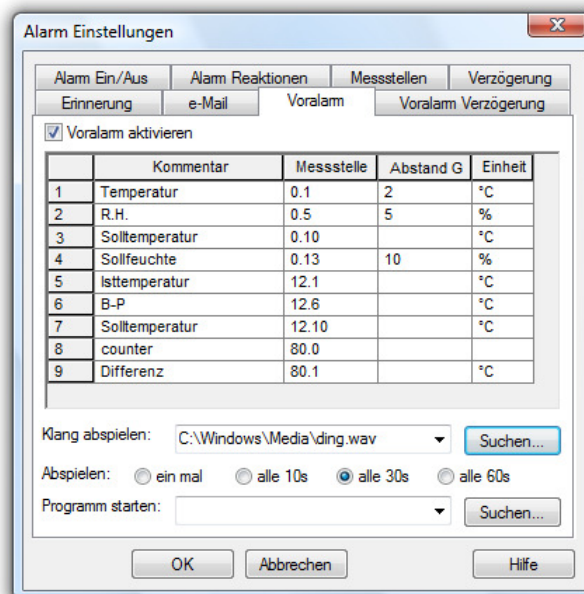 Alarm Einstellungen
Alarm Ein/Aus Alarm Reaktionen Messstellen Verzögerung
Erinnerung e-Mail Voralarm Voralarm Verzögerung
Voralarm aktivieren
Kommentar Messstelle Abstand G Einheit
1 Temperatur 0.1 2 °C
2 R.H. 0.5 5 %
3 Solltemperatur 0.10 °C
4 Sollfeuchte 0.13 10 %
5 Isttemperatur 12.1 °C
6 B-P 12.6 °C
7 Solltemperatur 12.10 °C
8 counter 80.0
9 Differenz 80.1 °C
Klang abspielen: C:\Windows\Media\ding.wav Suchen...
Abspielen: ein mal alle 10s alle 30s alle 60s
Programm starten: Suchen...
OK Abbrechen Hilfe